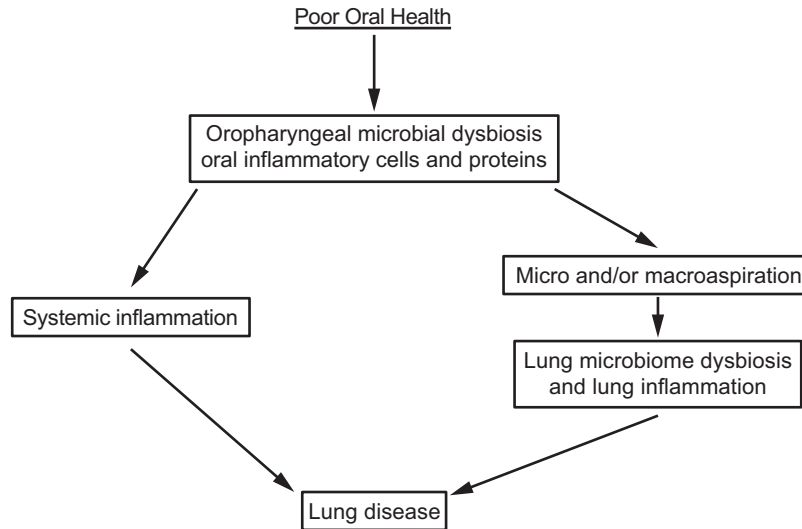 Poor Oral Health
Oropharyngeal microbial dysbiosis
oral inflammatory cells and proteins
Micro and/or macroaspiration
Systemic inflammation
Lung microbiome dysbiosis
and lung inflammation
Lung disease